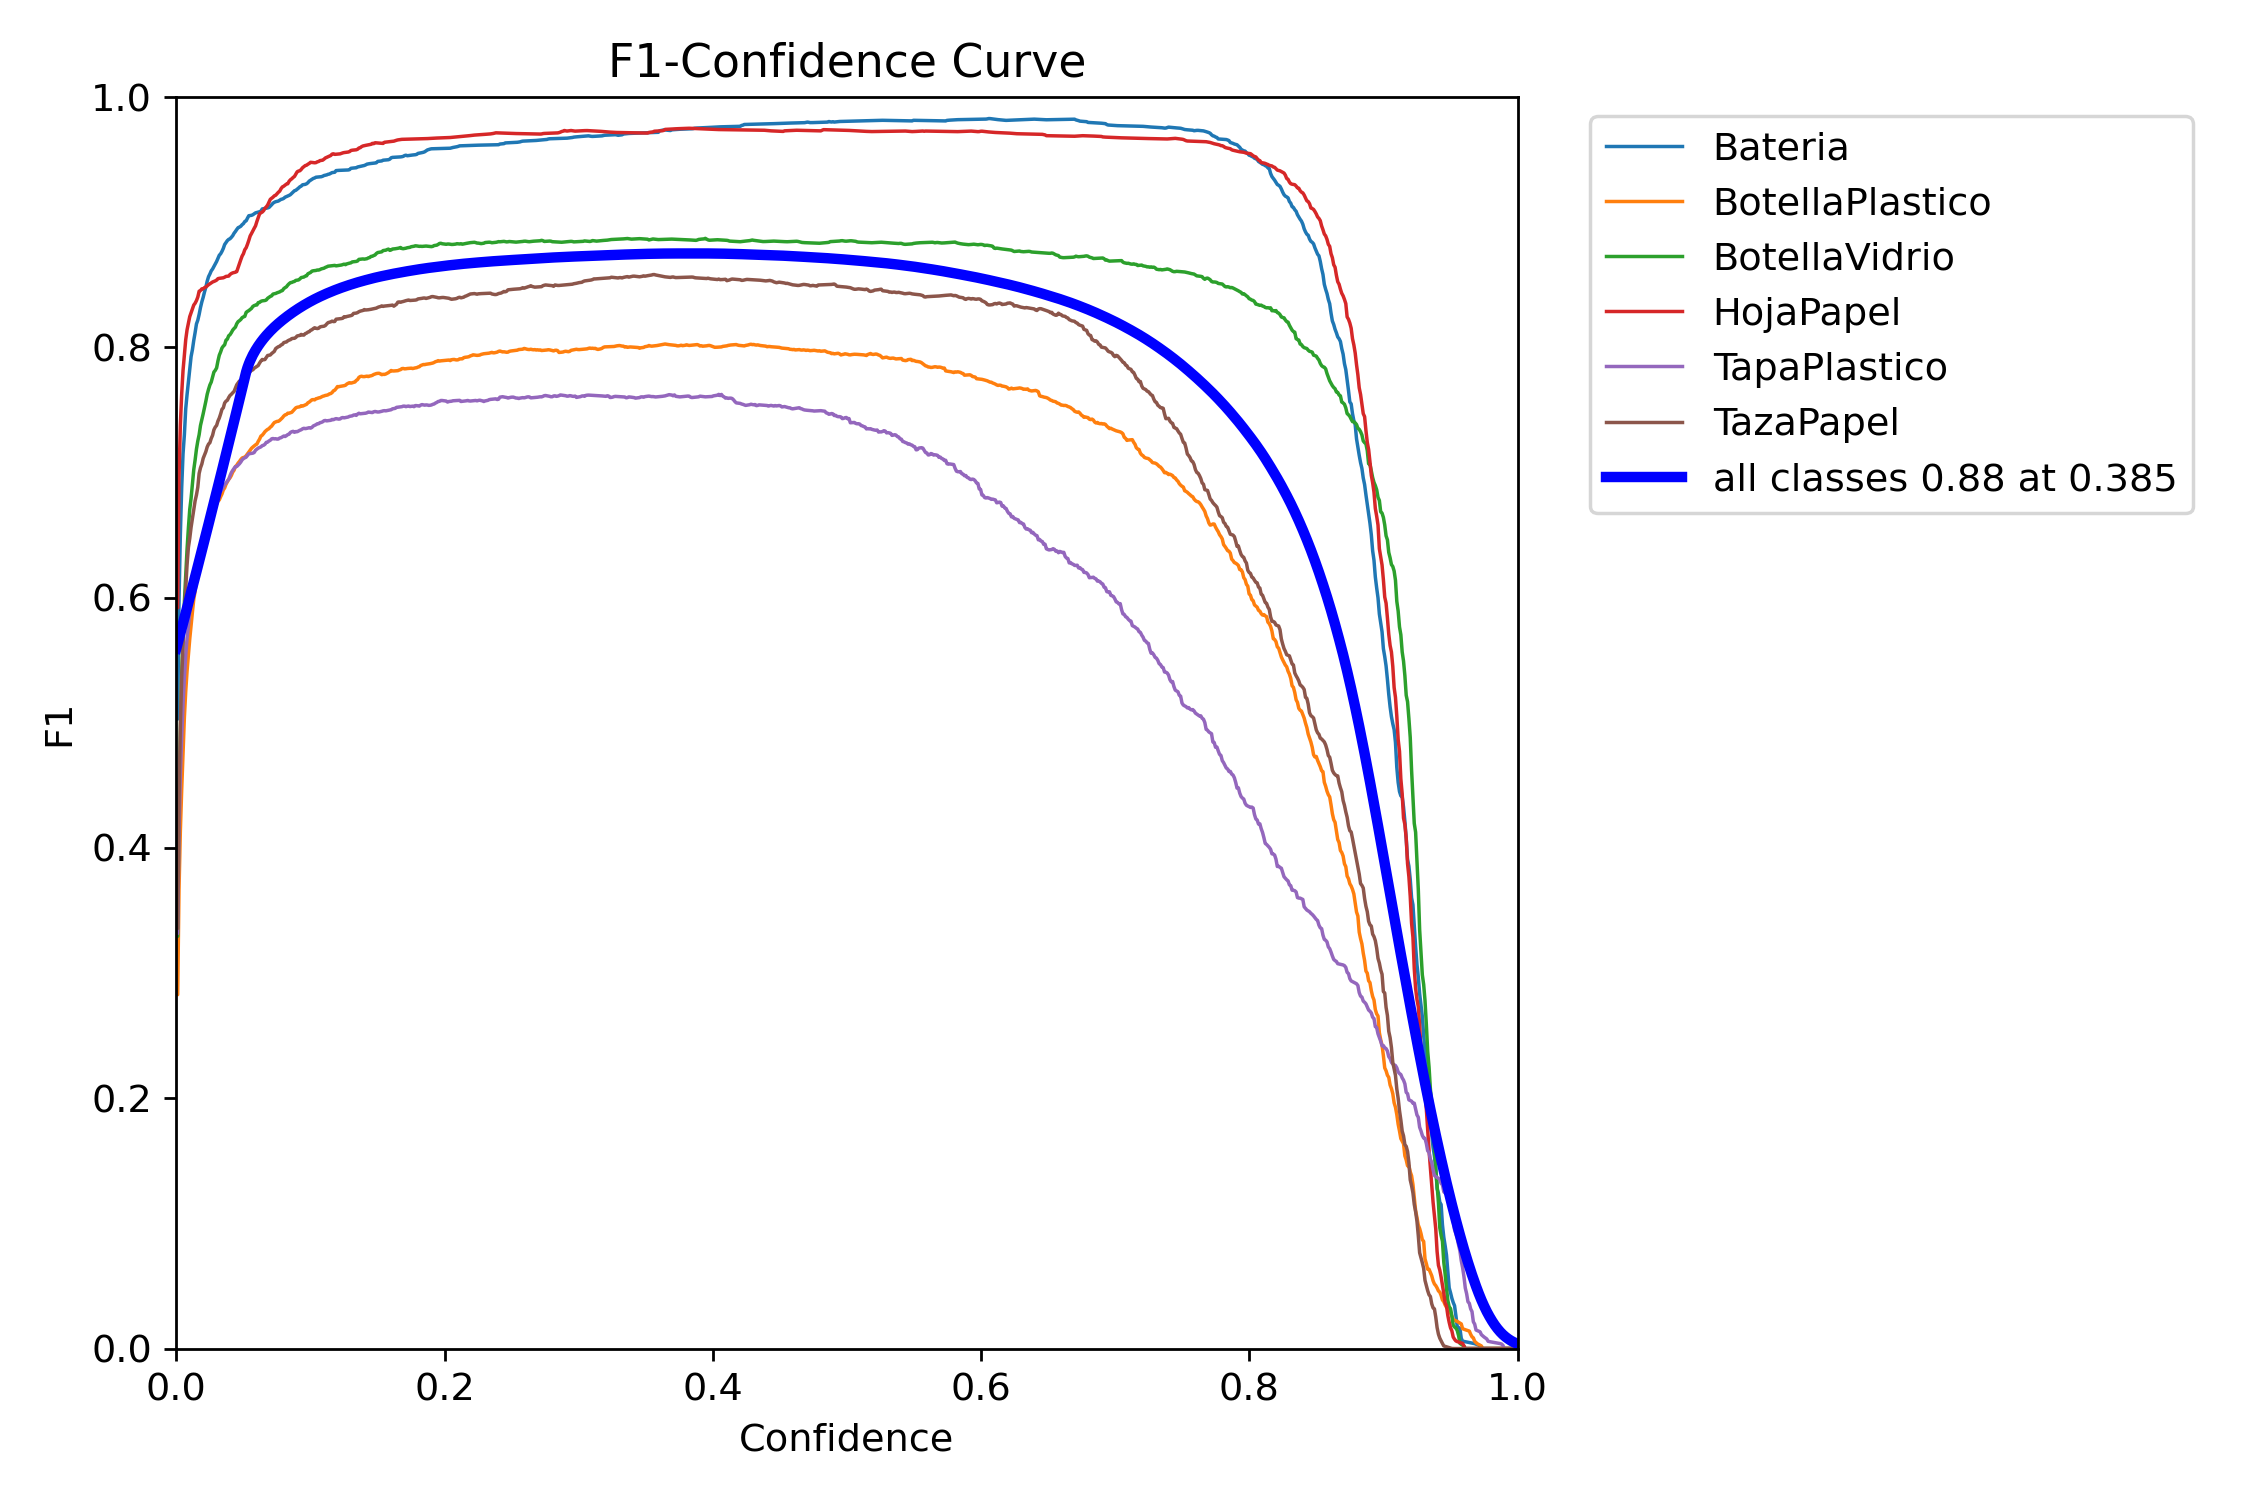 F1-Confidence Curve
1.0
0.8
0.6
0.4
0.2
0.0
F1
0.0 0.2 0.4 0.6 0.8 1.0
Confidence
Bateria
BotellaPlastico
BotellaVidrio
HojaPapel
TapaPlastico
TazaPapel
all classes 0.88 at 0.385